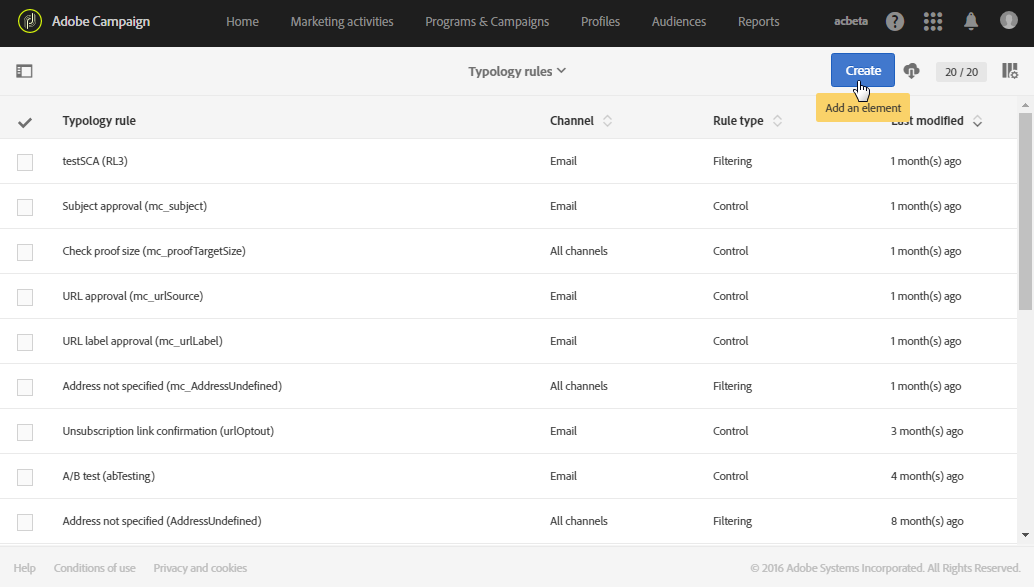 Adobe Campaign Home Marketing activities Programs & Campaigns Profiles Audiences Reports acbeta ?
Typology rules Create 20 / 20
Add an element
Typology rule Channel Rule type Last modified
testSCA (RL3) Email Filtering 1 month(s) ago
Subject approval (mc_subject) Email Control 1 month(s) ago
Check proof size (mc_proofTargetSize) All channels Control 1 month(s) ago
URL approval (mc_urlSource) Email Control 1 month(s) ago
URL label approval (mc_urlLabel) Email Control 1 month(s) ago
Address not specified (mc_AddressUndefined) All channels Filtering 1 month(s) ago
Unsubscription link confirmation (urlOptout) Email Control 3 month(s) ago
A/B test (abTesting) Email Control 4 month(s) ago
Address not specified (AddressUndefined) All channels Filtering 8 month(s) ago
Help Conditions of use Privacy and cookies © 2016 Adobe Systems Incorporated. All Rights Reserved.